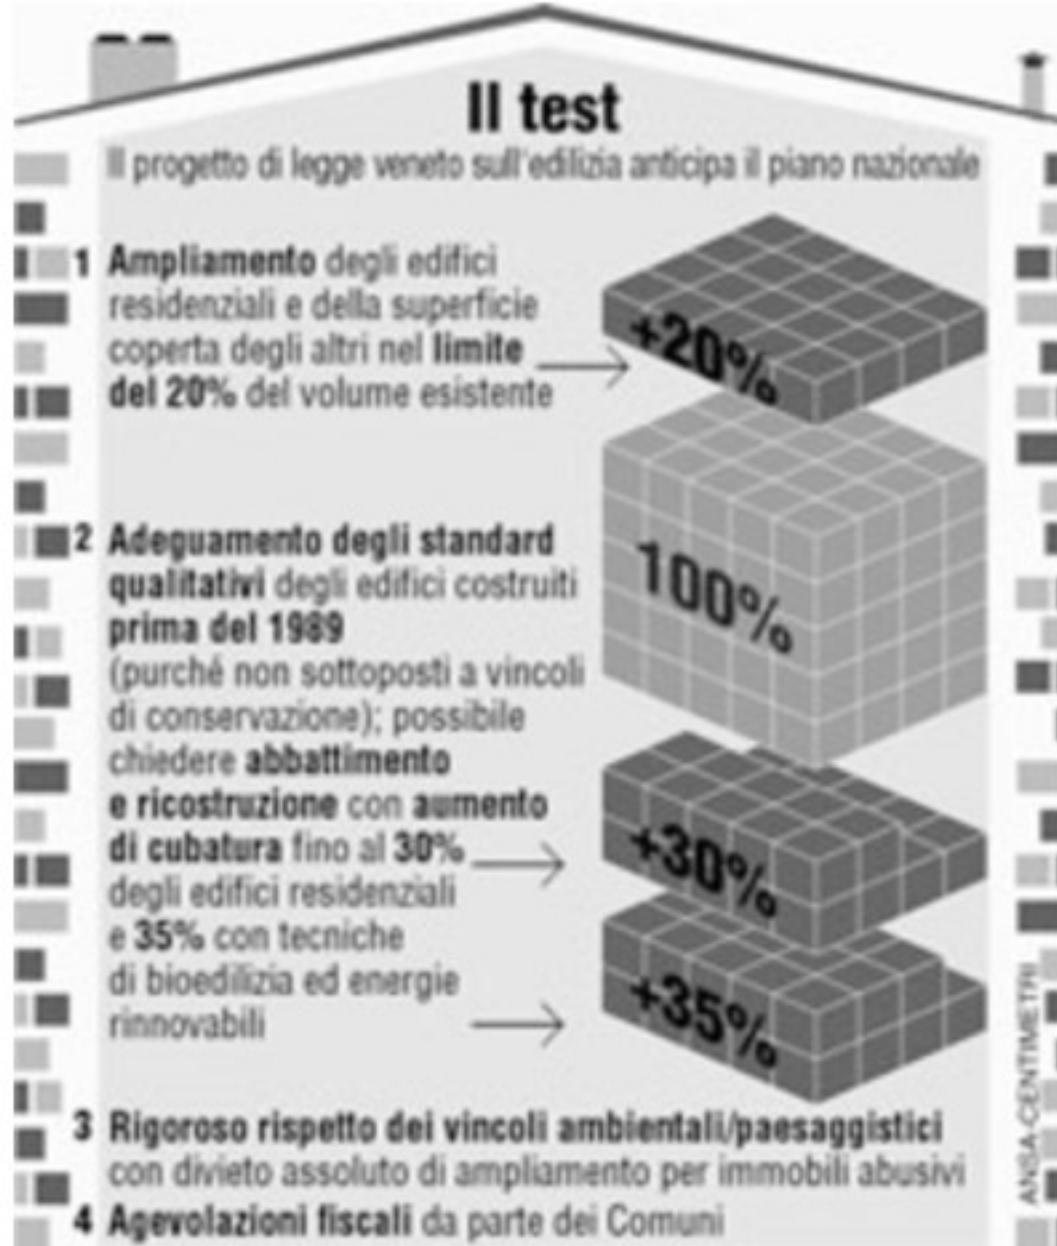 Il test
Il progetto di legge veneto sull'edilizia anticipa il piano nazionale
1 Ampliamento degli edifici
residenziali e della superficie
coperta degli altri nel limite
del 20% del volume esistente
+20%
100%
2 Adeguamento degli standard
qualitativi degli edifici costruiti
prima del 1989
(purché non sottoposti a vincoli
di conservazione); possibile
chiedere abbattimento
e ricostruzione con aumento
di cubatura fino al 30%
degli edifici residenziali
e 35% con tecniche
di bioedilizia ed energie
rinnovabili
+30%
+35%
3 Rigoroso rispetto dei vincoli ambientali/paesaggistici
con divieto assoluto di ampliamento per immobili abusivi
4 Agevolazioni fiscali da parte dei Comuni
ANSA-CENTIMETRI